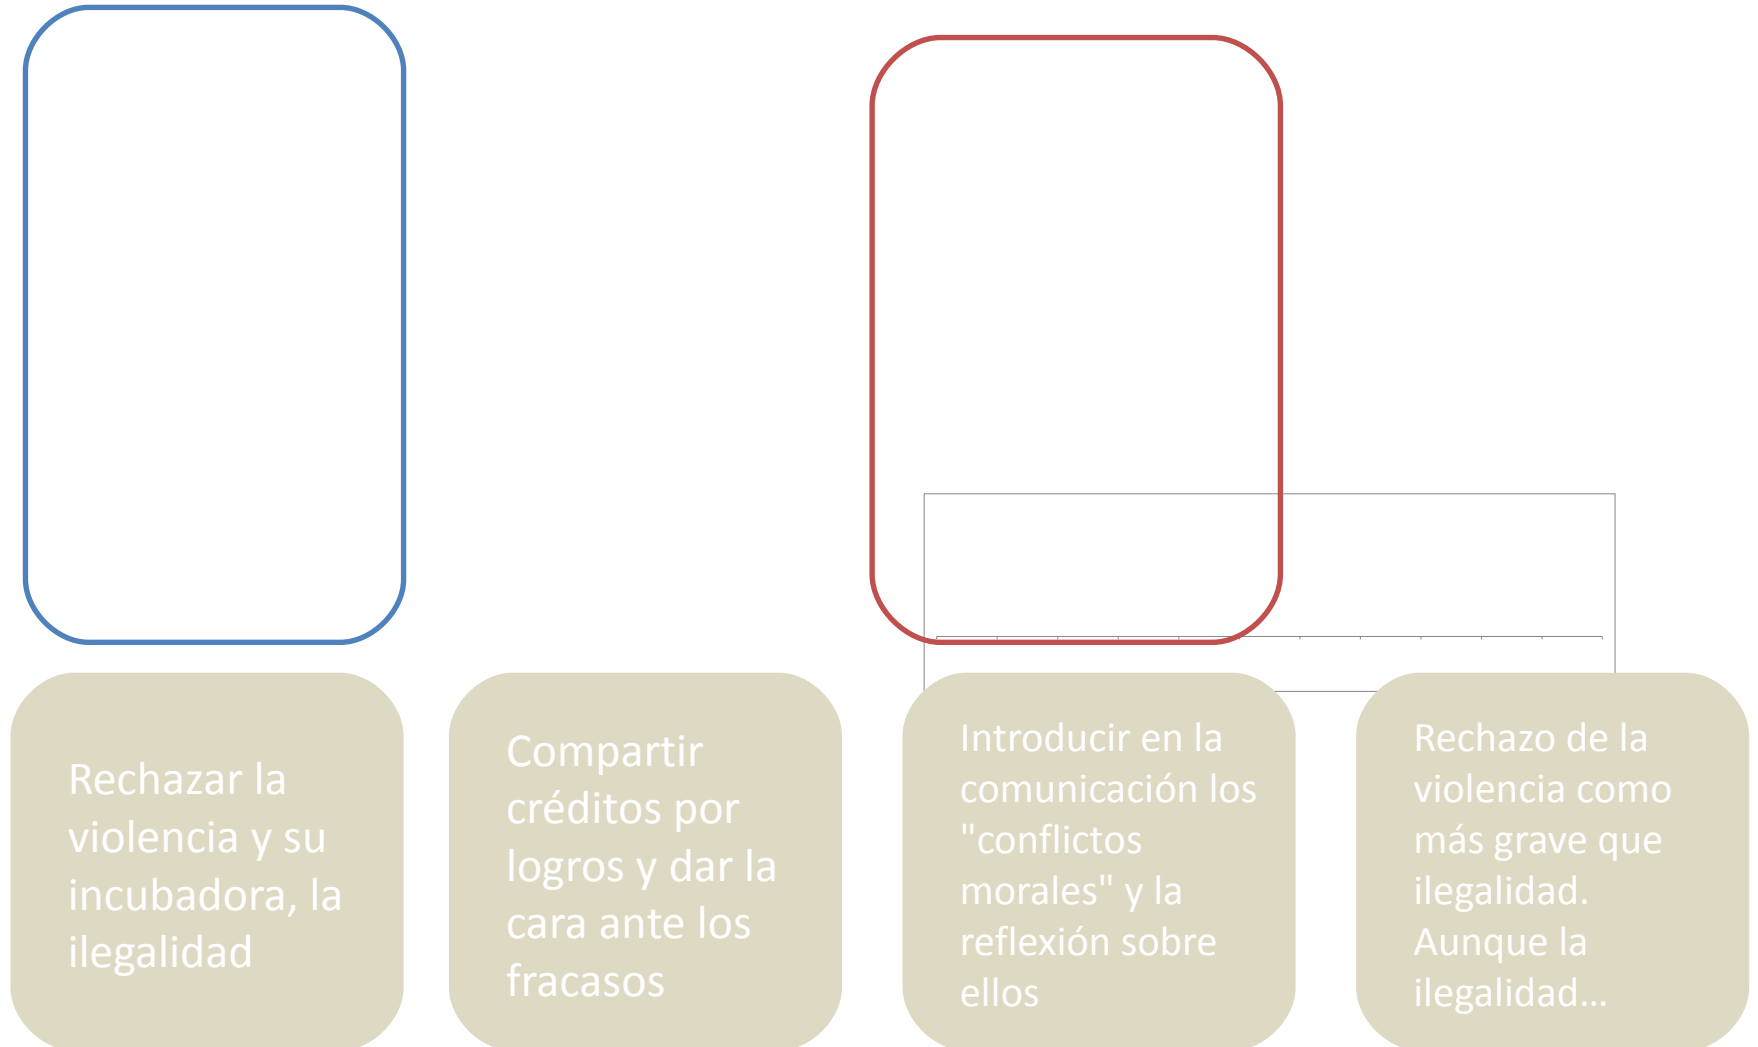 Rechazar la
violencia y su
incubadora, la
ilegalidad
Compartir
créditos por
logros y dar la
cara ante los
fracasos
Introducir en la
comunicación los
"conflictos
morales" y la
reflexión sobre
ellos
Rechazo de la
violencia como
más grave que
ilegalidad.
Aunque la
ilegalidad...